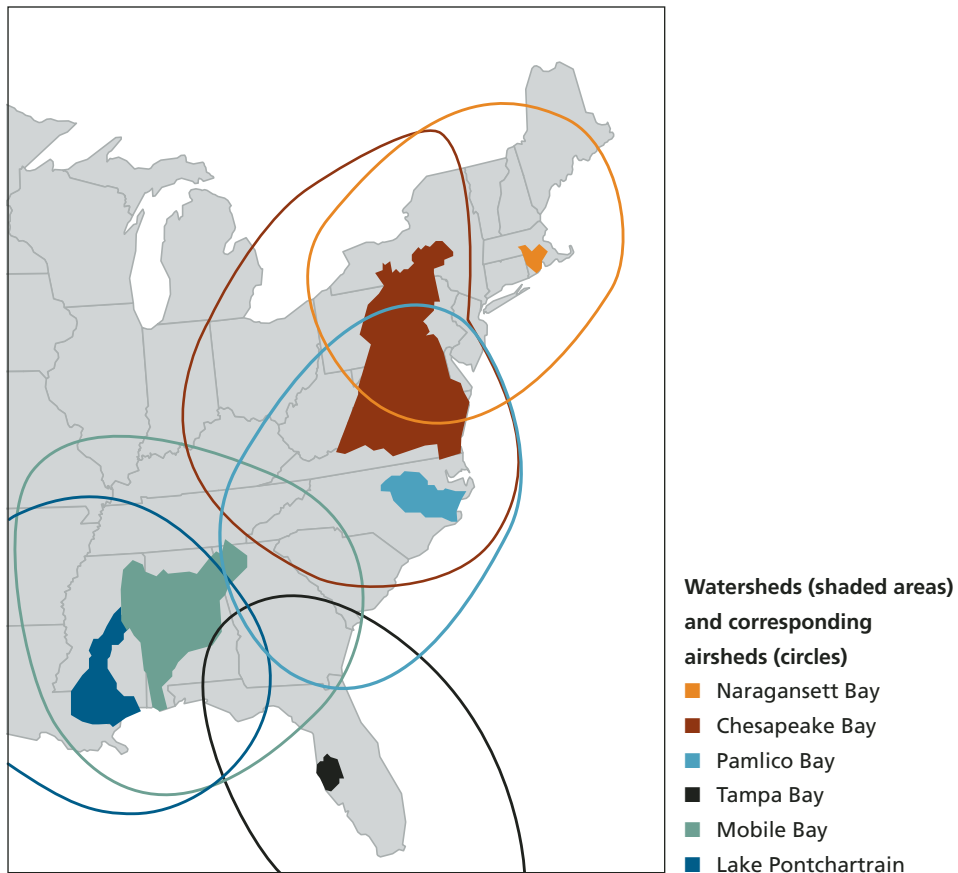 Watersheds (shaded areas)
and corresponding
airsheds (circles)
Naragansett Bay
Chesapeake Bay
Pamlico Bay
Tampa Bay
Mobile Bay
Lake Pontchartrain